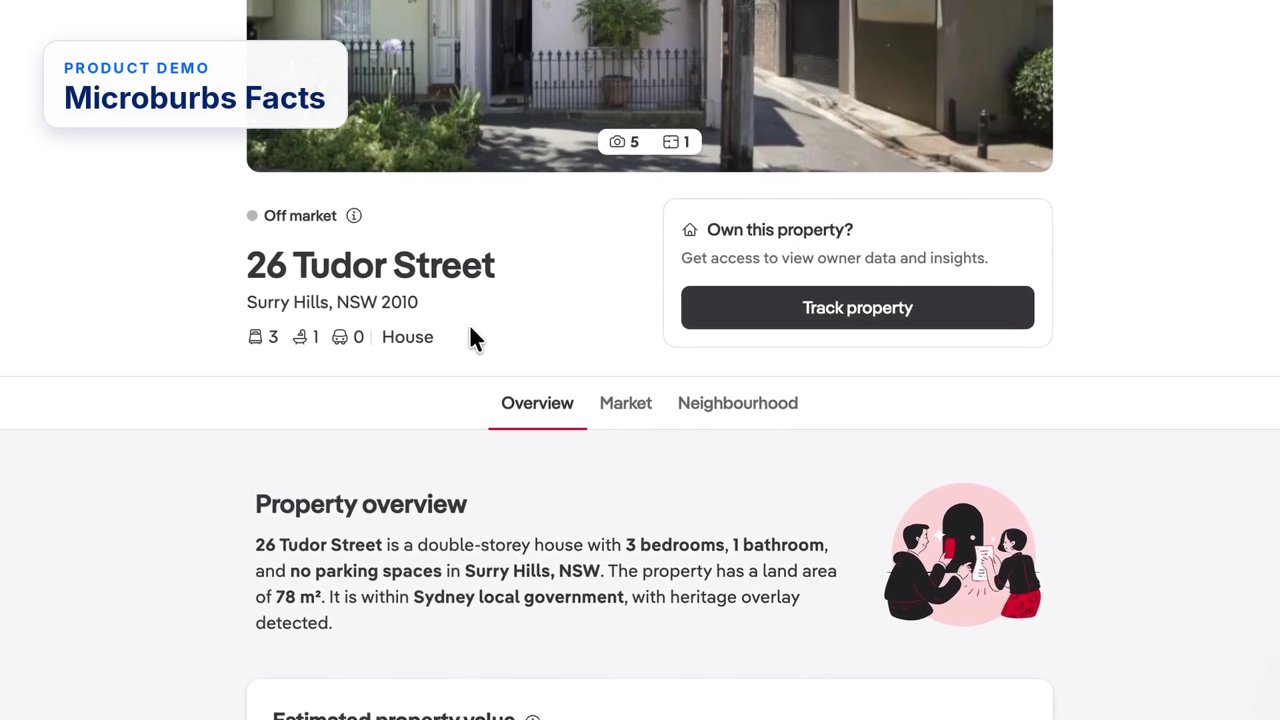 PRODUCT DEMO
Microburbs Facts
5 1
Off market
26 Tudor Street
Surry Hills, NSW 2010
3 1 0 House
Own this property?
Get access to view owner data and insights.
Track property
Overview Market Neighbourhood
Property overview
26 Tudor Street is a double-storey house with 3 bedrooms, 1 bathroom,
and no parking spaces in Surry Hills, NSW. The property has a land area
of 78 m². It is within Sydney local government, with heritage overlay
detected.
Estimated property value